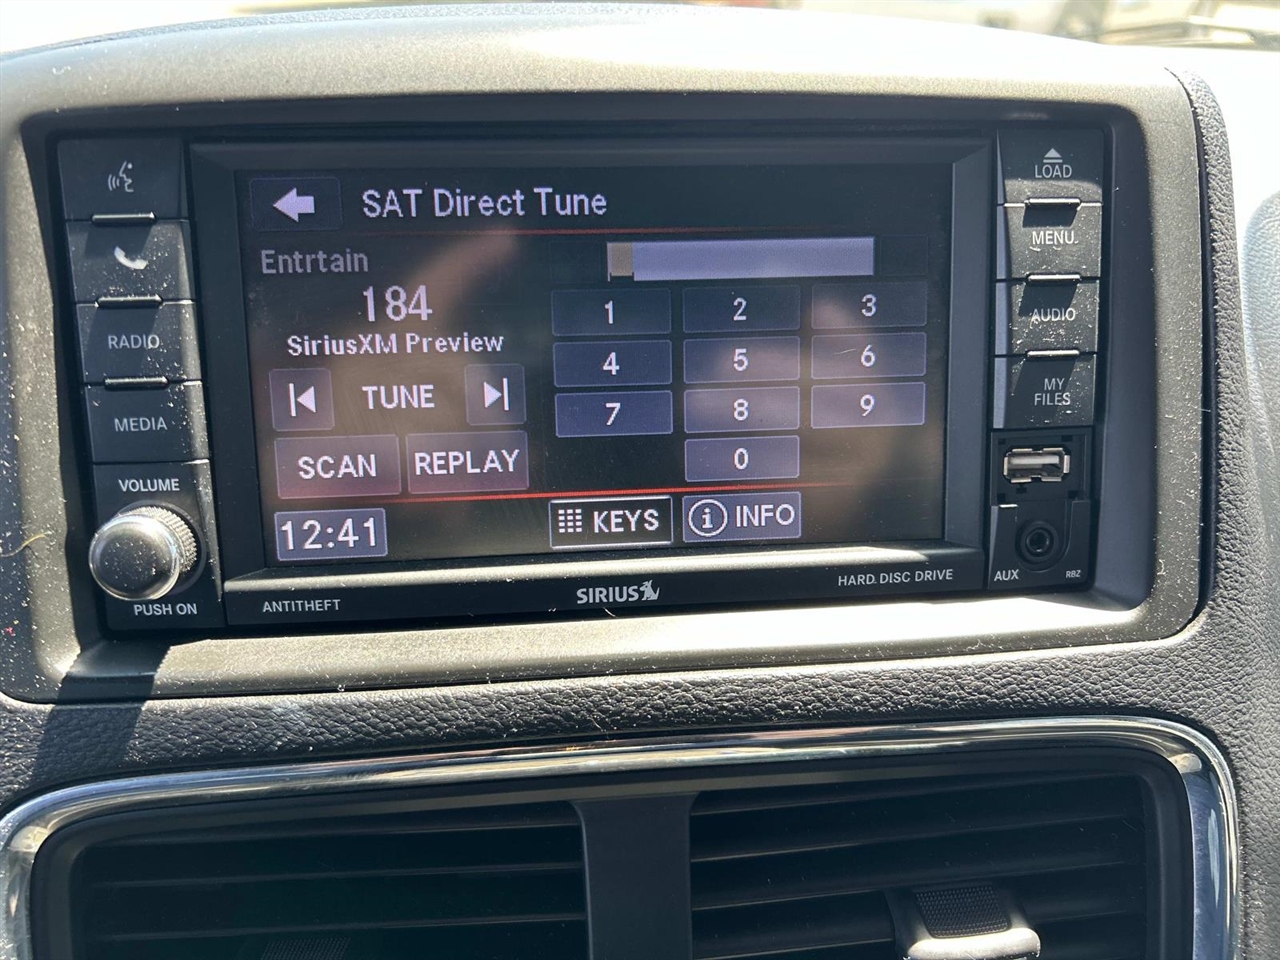 SAT Direct Tune
Entrtain
184
SiriusXM Preview
TUNE
SCAN REPLAY
1 2 3
4 5 6
7 8 9
0
12:41
KEYS
INFO
RADIO
MEDIA
VOLUME
PUSH ON
LOAD
MENU
AUDIO
MY
FILES
AUX RBZ
ANTITHEFT
SIRIUS
HARD DISC DRIVE